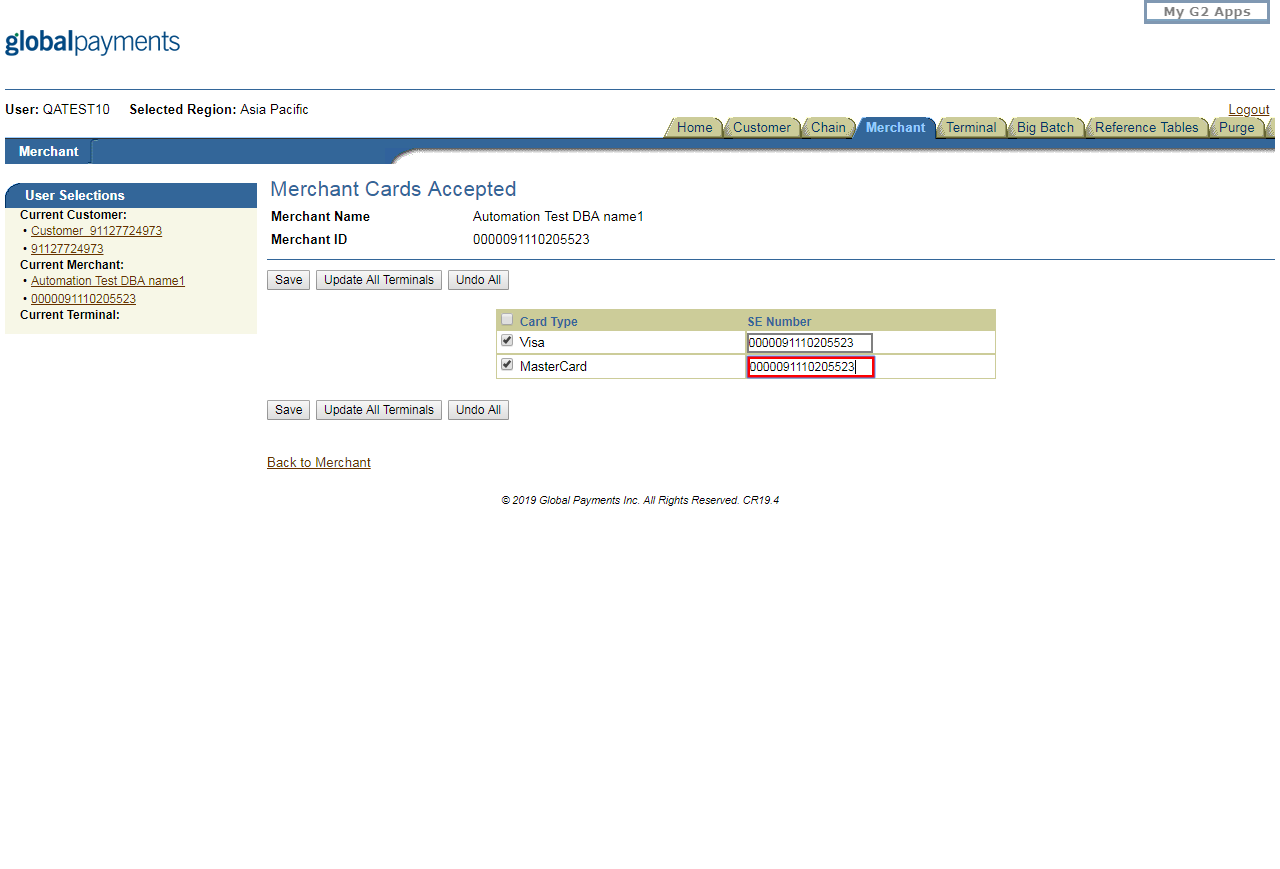 My G2 Apps
globalpayments
User: QATEST10 Selected Region: Asia Pacific
Logout
Home Customer Chain Merchant Terminal Big Batch Reference Tables Purge
Merchant
User Selections
Current Customer:
• Customer_91127724973
• 91127724973
Current Merchant:
• Automation Test DBA name1
• 0000091110205523
Current Terminal:
Merchant Cards Accepted
Merchant Name Automation Test DBA name1
Merchant ID 0000091110205523
Save Update All Terminals Undo All
Card Type SE Number
Visa 0000091110205523
MasterCard 0000091110205523
Save Update All Terminals Undo All
Back to Merchant
© 2019 Global Payments Inc. All Rights Reserved. CR19.4